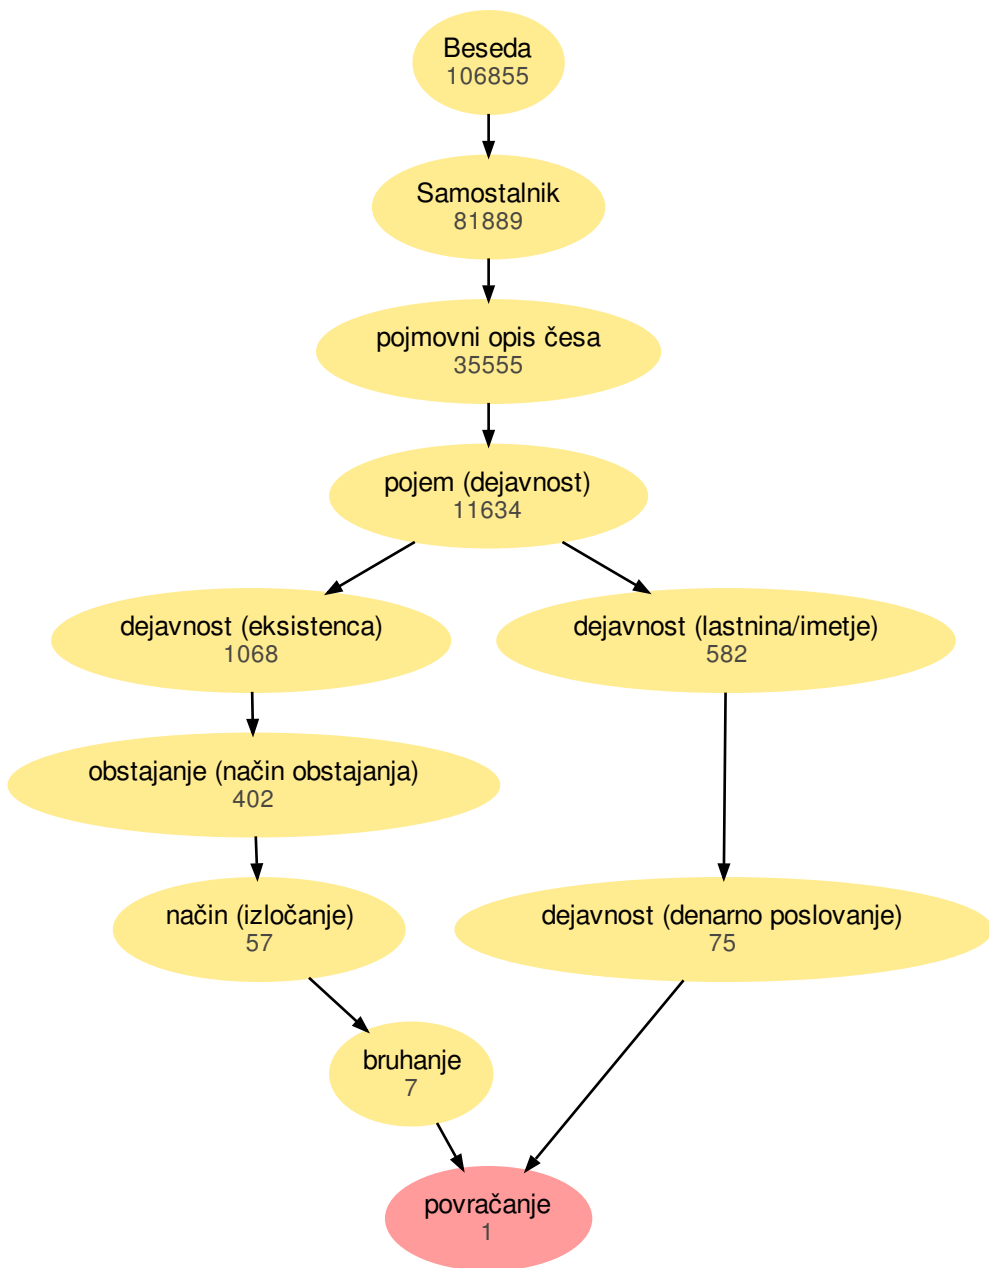 Beseda
106855
Samostalnik
81889
pojmovni opis česa
35555
pojem (dejavnost)
11634
dejavnost (eksistenca)
1068
dejavnost (lastnina/imetje)
582
obstajanje (način obstajanja)
402
način (izločanje)
57
dejavnost (denarno poslovanje)
75
bruhanje
7
povračanje
1